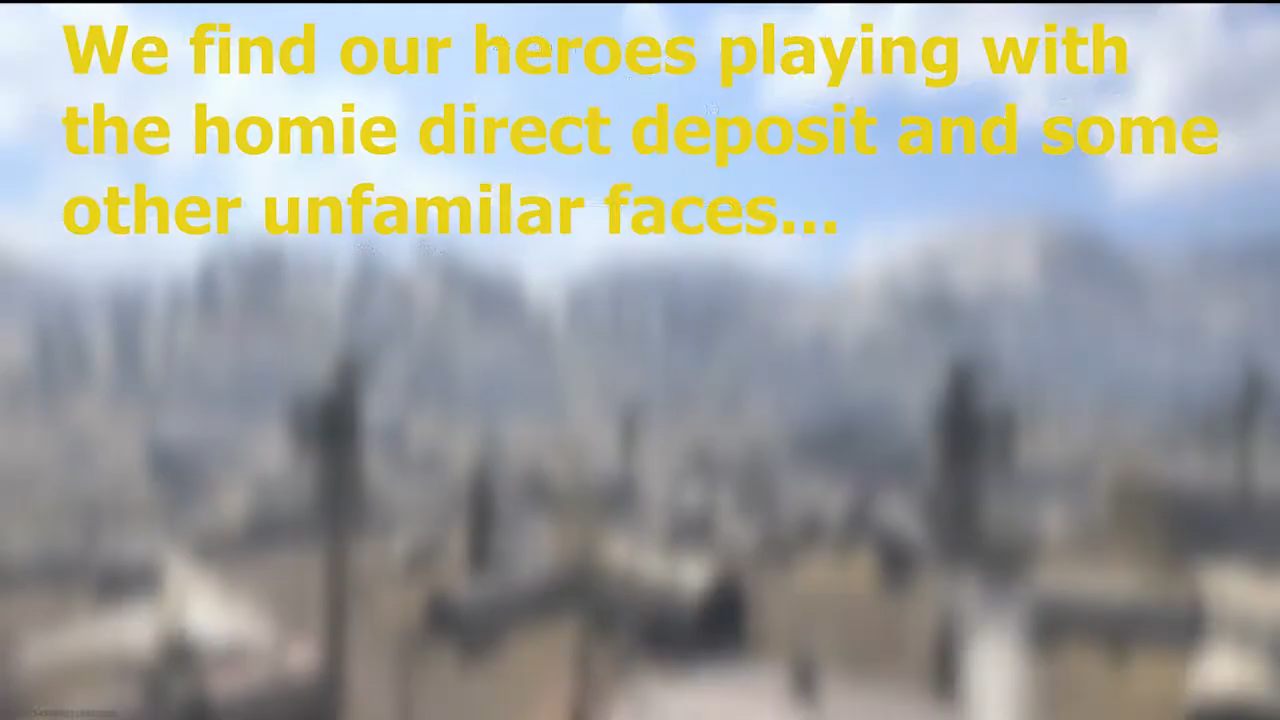 We find our heroes playing with
the homie direct deposit and some
other unfamilar faces...